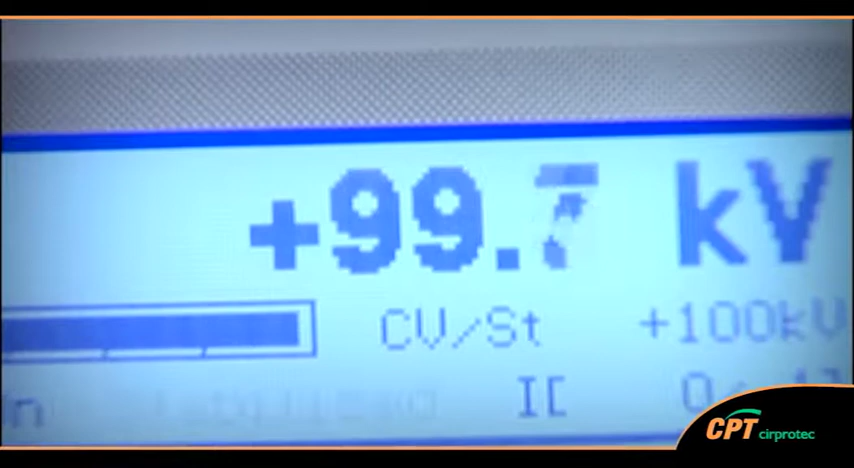 +99.7 kV
CV/St +100kV
CPT cirprotec